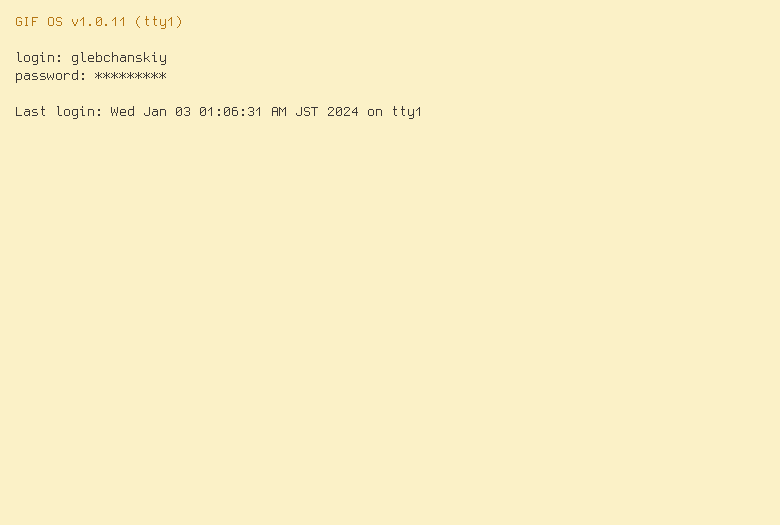 GIF OS v1.0.11 (tty1)
login: glebchanskiy
password: *********
Last login: Wed Jan 03 01:06:31 AM JST 2024 on tty1